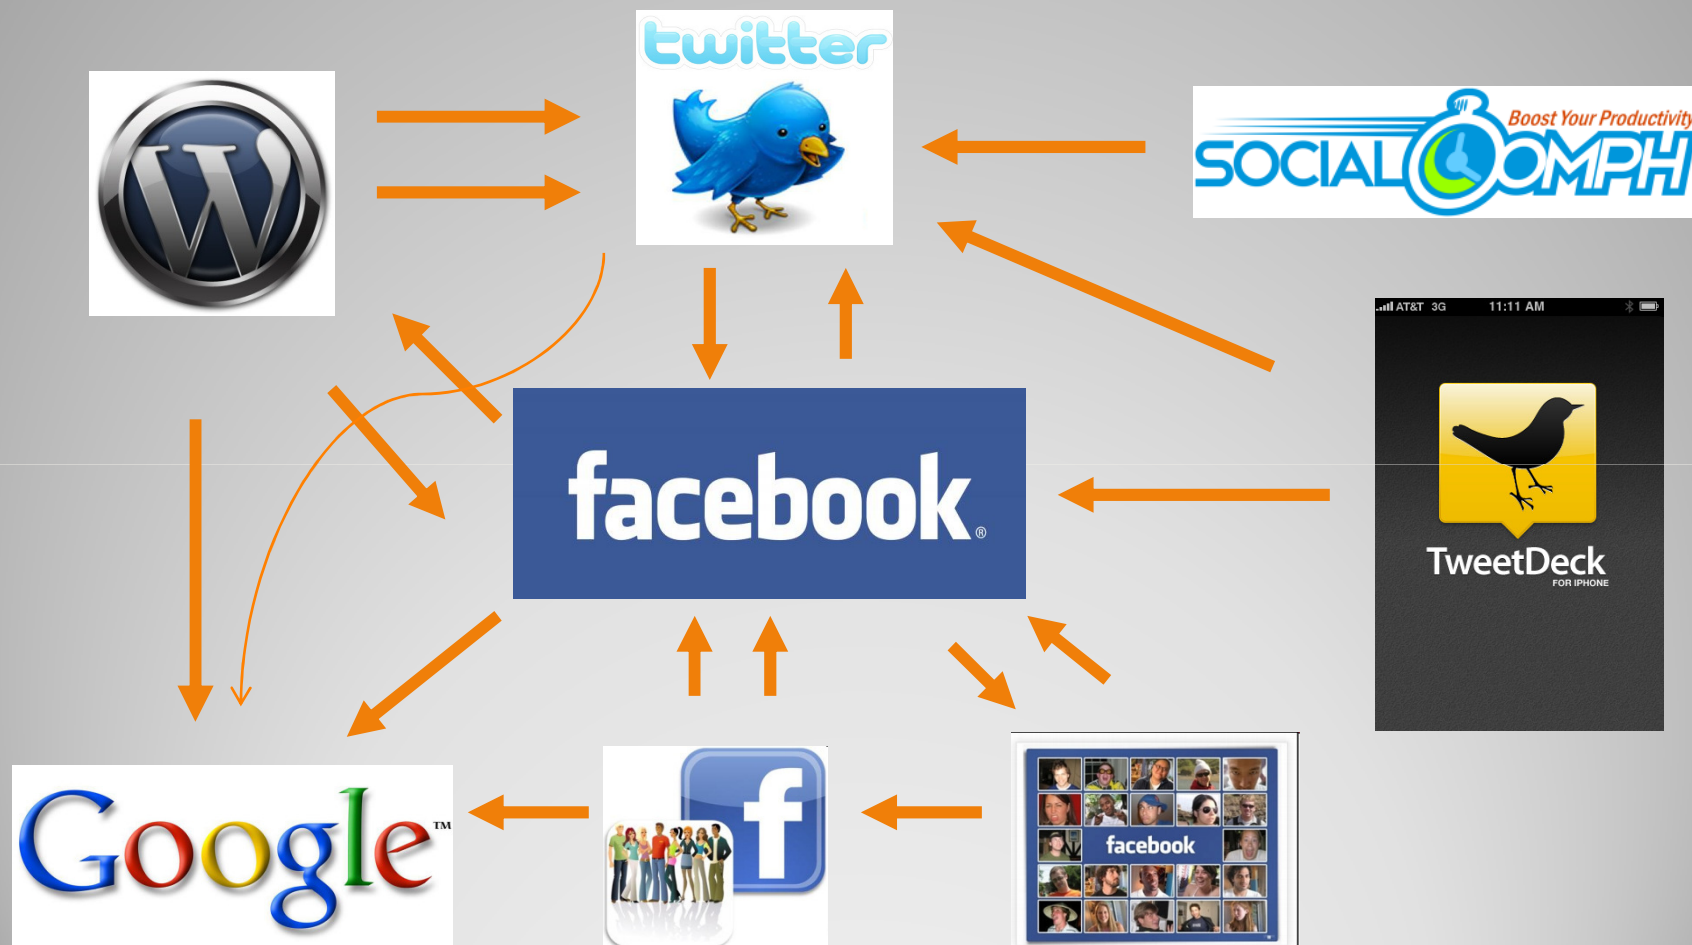 twitter
W
Boost Your Productivity
SOCIAL OOMPH
AT&T 3G 11:11 AM
facebook®
TweetDeck
FOR IPHONE
Google™
f
facebook